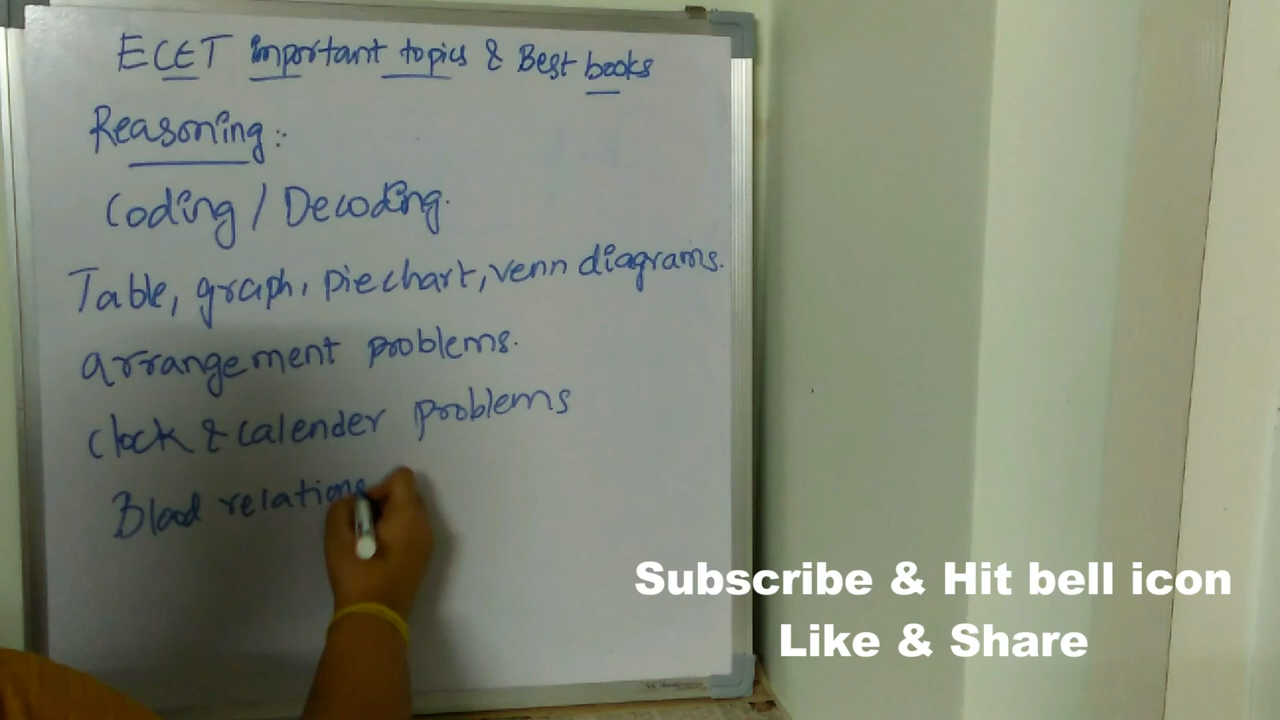 ECET important topics & Best books
Reasoning:
Coding / Decoding.
Table, graph, piechart, venn diagrams.
arrangement problems.
clock & calender problems
Blood relations
Subscribe & Hit bell icon
Like & Share